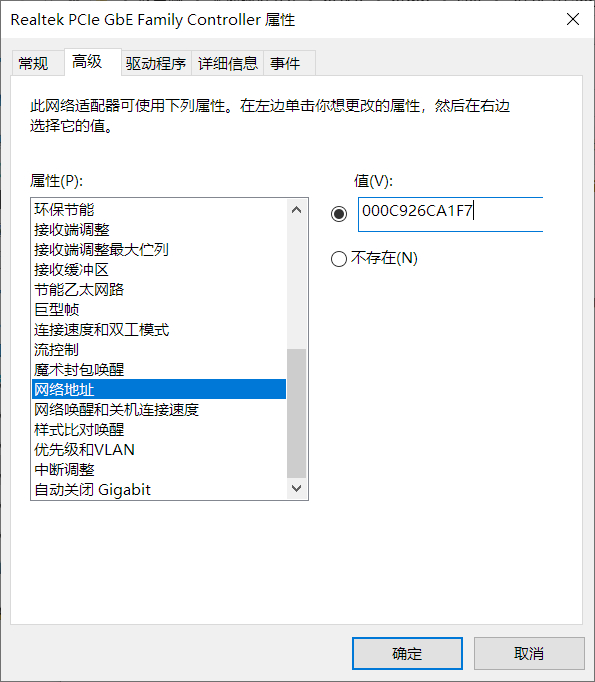 Realtek PCIe GbE Family Controller 属性
常规 高级 驱动程序 详细信息 事件
此网络适配器可使用下列属性。在左边单击你想更改的属性，然后在右边
选择它的值。
属性(P):
值(V):
环保节能
接收端调整
接收端调整最大伫列
接收缓冲区
节能乙太网路
巨型帧
连接速度和双工模式
流控制
魔术封包唤醒
网络地址
网络唤醒和关机连接速度
样式比对唤醒
优先级和VLAN
中断调整
自动关闭 Gigabit
000C926CA1F7
不存在(N)
确定
取消